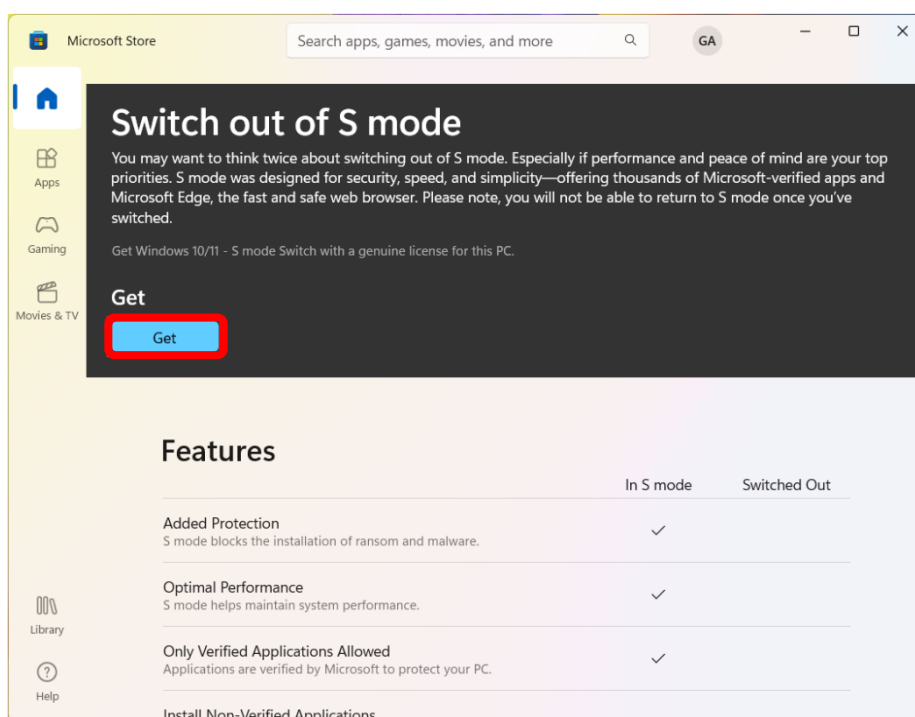 Microsoft Store
Search apps, games, movies, and more
GA
Switch out of S mode
You may want to think twice about switching out of S mode. Especially if performance and peace of mind are your top
priorities. S mode was designed for security, speed, and simplicity—offering thousands of Microsoft-verified apps and
Microsoft Edge, the fast and safe web browser. Please note, you will not be able to return to S mode once you've
switched.
Get Windows 10/11 - S mode Switch with a genuine license for this PC.
Get
Get
Apps
Gaming
Movies & TV
Features
In S mode Switched Out
Added Protection
S mode blocks the installation of ransom and malware.
Optimal Performance
S mode helps maintain system performance.
Only Verified Applications Allowed
Applications are verified by Microsoft to protect your PC.
Install Non-Verified Applications
Library
Help